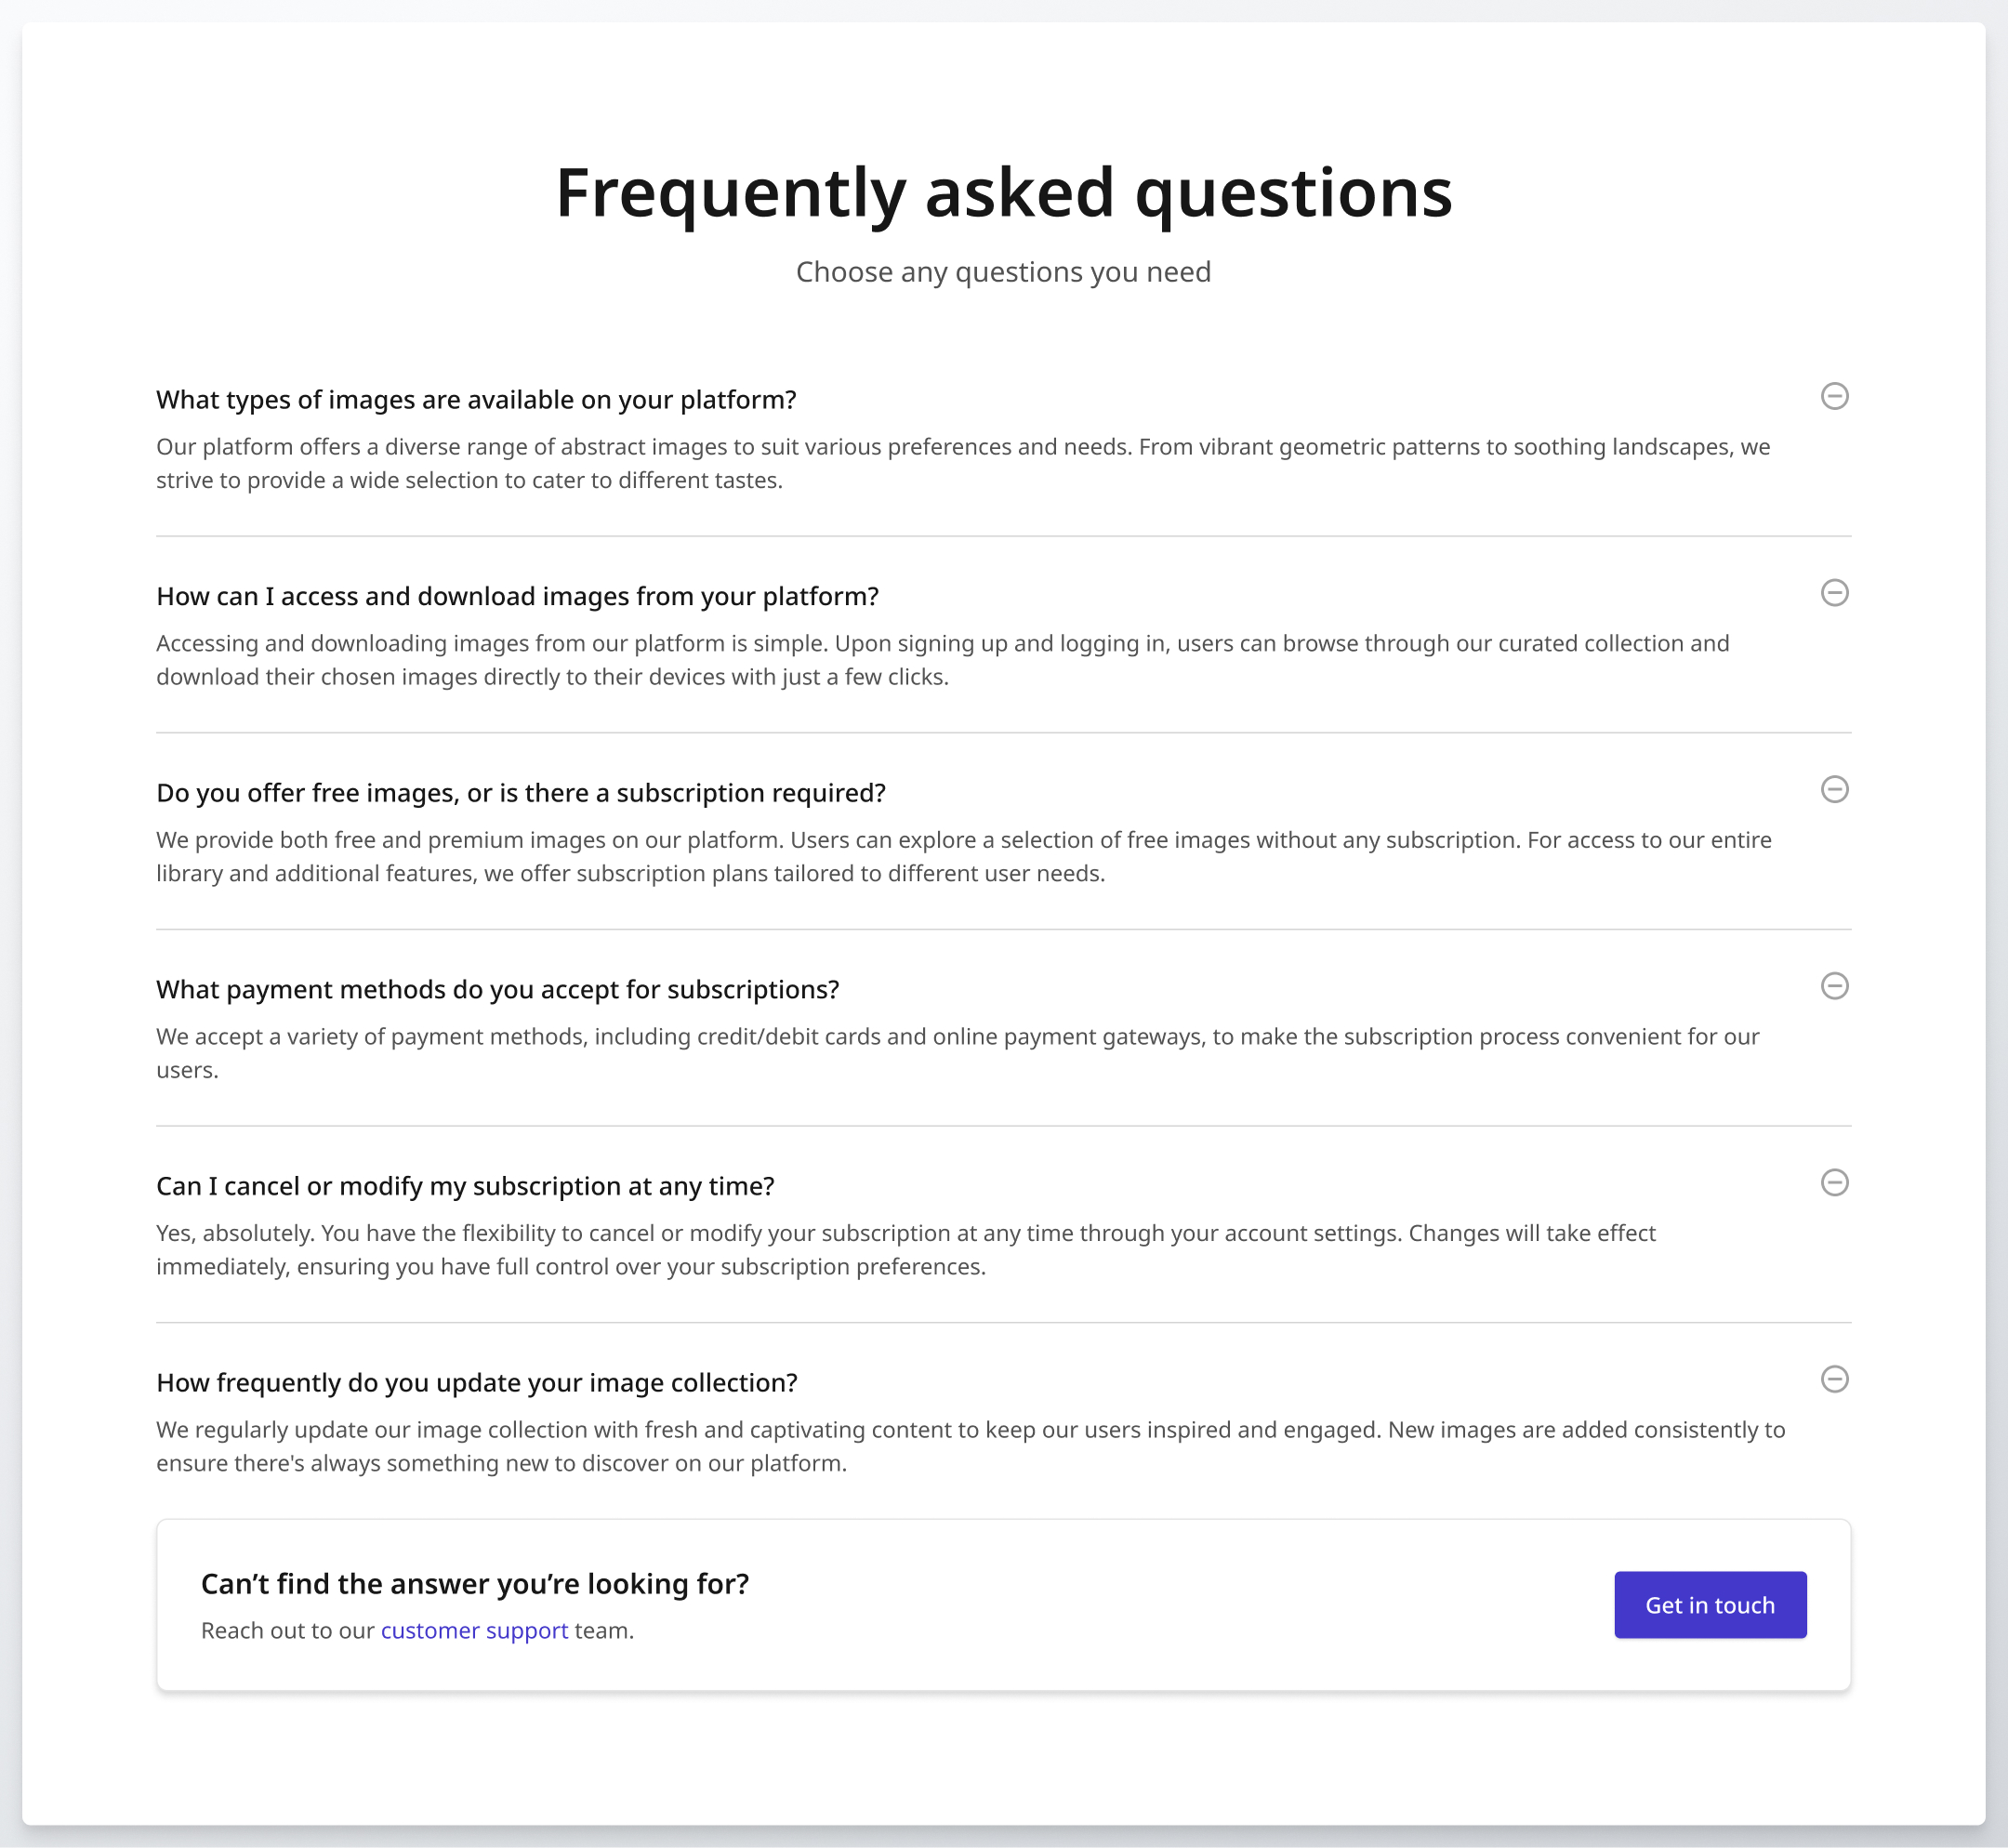 Frequently asked questions
Choose any questions you need
What types of images are available on your platform?
Our platform offers a diverse range of abstract images to suit various preferences and needs. From vibrant geometric patterns to soothing landscapes, we
strive to provide a wide selection to cater to different tastes.
How can I access and download images from your platform?
Accessing and downloading images from our platform is simple. Upon signing up and logging in, users can browse through our curated collection and
download their chosen images directly to their devices with just a few clicks.
Do you offer free images, or is there a subscription required?
We provide both free and premium images on our platform. Users can explore a selection of free images without any subscription. For access to our entire
library and additional features, we offer subscription plans tailored to different user needs.
What payment methods do you accept for subscriptions?
We accept a variety of payment methods, including credit/debit cards and online payment gateways, to make the subscription process convenient for our
users.
Can I cancel or modify my subscription at any time?
Yes, absolutely. You have the flexibility to cancel or modify your subscription at any time through your account settings. Changes will take effect
immediately, ensuring you have full control over your subscription preferences.
How frequently do you update your image collection?
We regularly update our image collection with fresh and captivating content to keep our users inspired and engaged. New images are added consistently to
ensure there's always something new to discover on our platform.
Can’t find the answer you’re looking for?
Reach out to our customer support team.
Get in touch